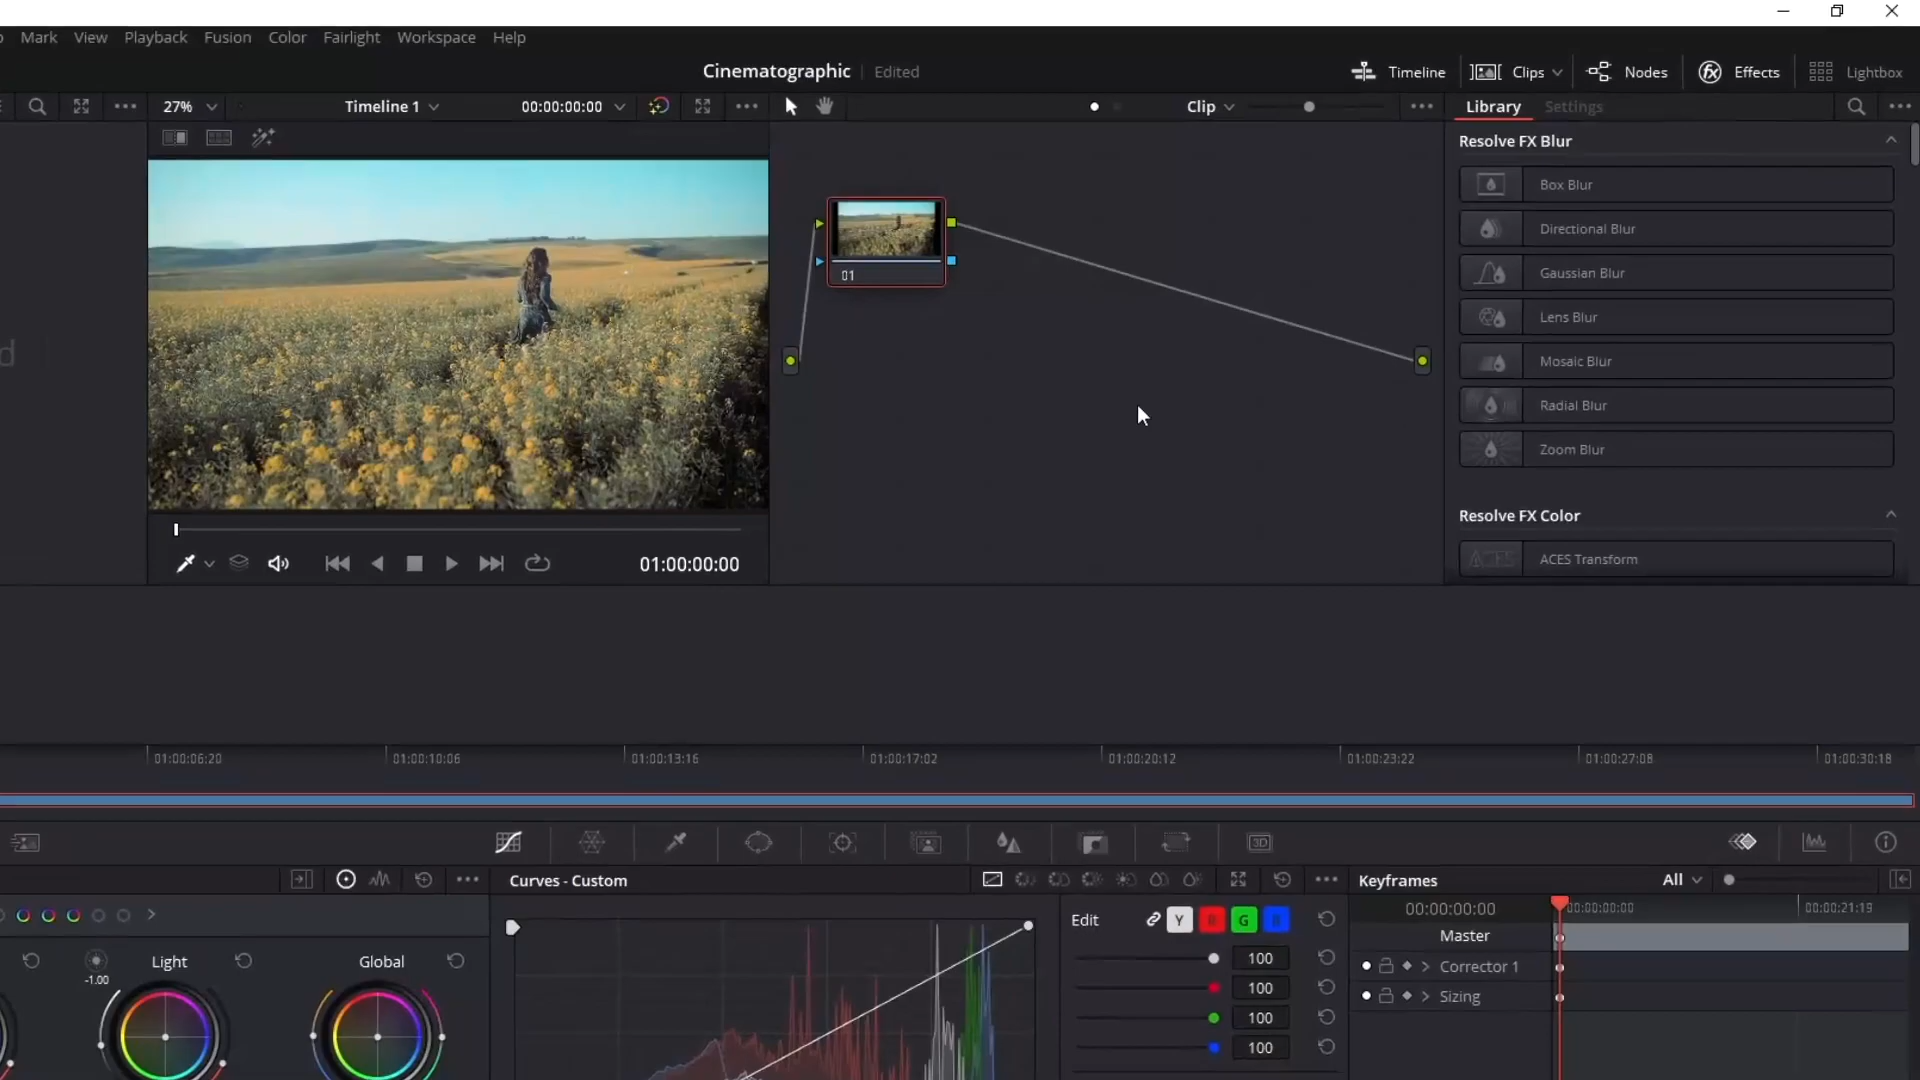 Mark View Playback Fusion Color Fairlight Workspace Help
Cinematographic Edited
Timeline Clips Nodes fx Effects Lightbox
27% Timeline 1 00:00:00:00 Clip Library Settings
Resolve FX Blur
Box Blur
Directional Blur
Gaussian Blur
Lens Blur
Mosaic Blur
Radial Blur
Zoom Blur
Resolve FX Color
ACES ACES Transform
01
d
01:00:00:00
01:00:06:20 01:00:10:06 01:00:13:16 01:00:17:02 01:00:20:12 01:00:23:22 01:00:27:08 01:00:30:18
3D
Curves - Custom
Keyframes All
Light Global
-1.00
Edit Y R G B
100
100
100
100
00:00:00:00 00:00:00:00 00:00:21:19
Master
Corrector 1
Sizing